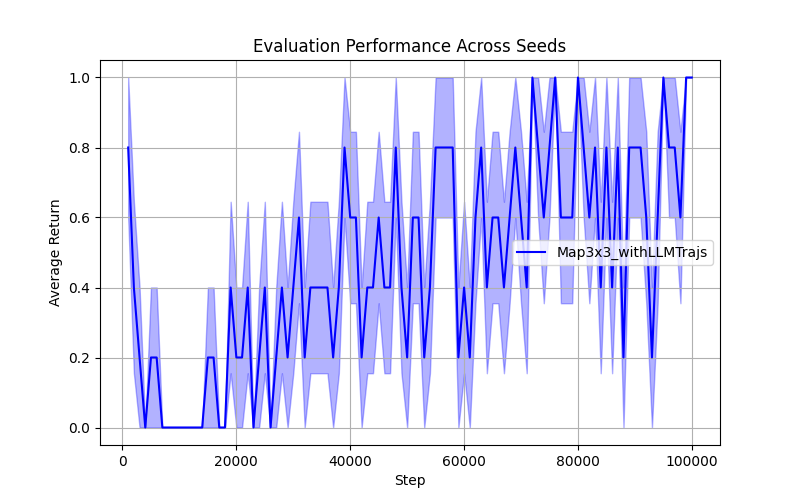 Evaluation Performance Across Seeds
1.0
0.8
0.6
0.4
0.2
0.0
Average Return
Map3x3_withLLMTrajs
0 20000 40000 60000 80000 100000
Step